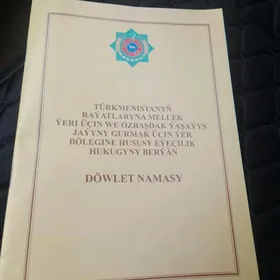 TÜRKMENISTANYŇ
RAÝATLARYNA MELLEK
ÝERI ÜÇIN WE ÖZBAŞDAK ÝAŞAÝYŞ
JAÝYNY GURMAK ÜÇIN ÝER
BÖLEGINE HUSUSY EÝEÇILIK
HUKUGYNY BERÝÄN
DÖWLET NAMASY